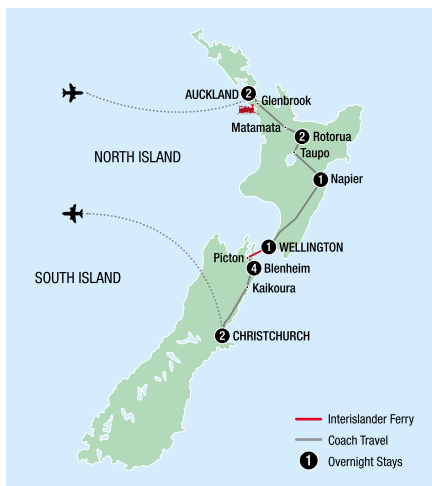 AUCKLAND 2
Glenbrook
Matamata
2 Rotorua
Taupo
NORTH ISLAND
1 Napier
1 WELLINGTON
Picton
4 Blenheim
SOUTH ISLAND
Kaikoura
2 CHRISTCHURCH
Interislander Ferry
Coach Travel
1 Overnight Stays